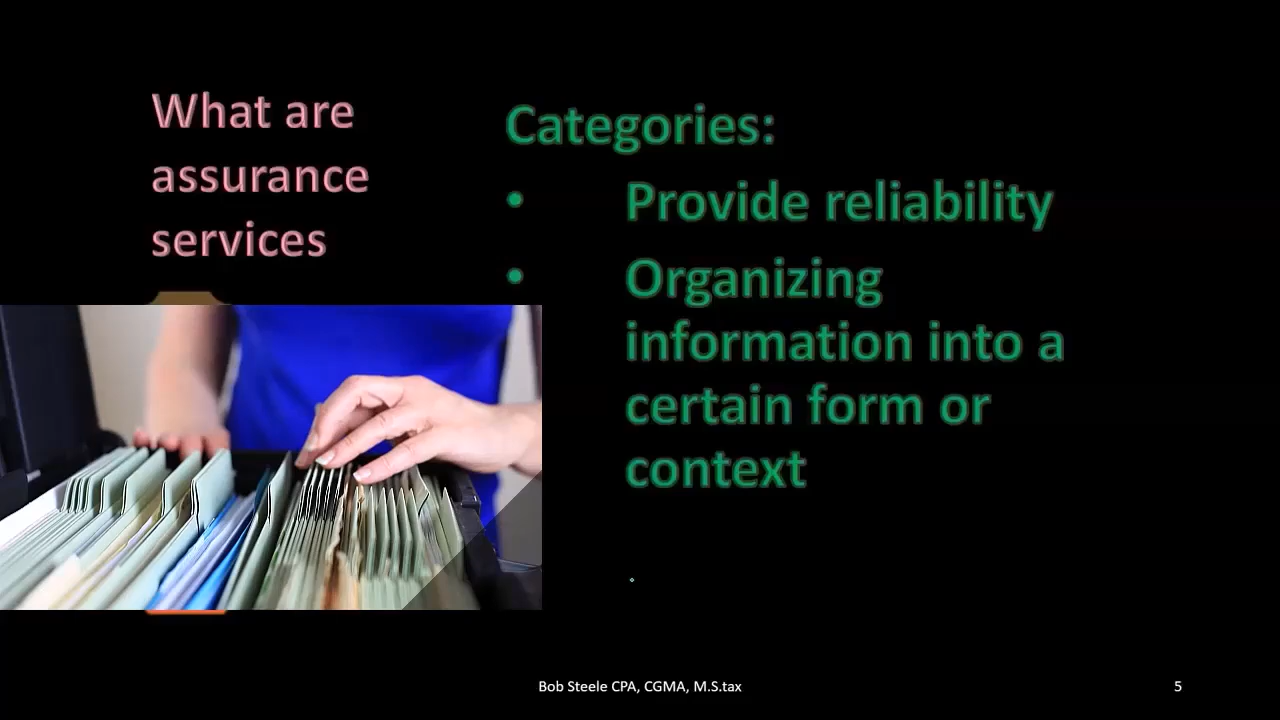 What are
assurance
services
Categories:
• Provide reliability
• Organizing
information into a
certain form or
context
Bob Steele CPA, CGMA, M.S.tax
5